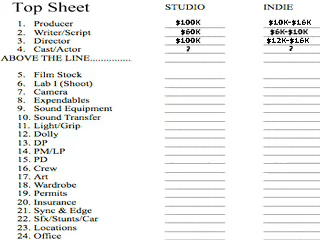 Top Sheet STUDIO INDIE
1. Producer $100K $10K-$16K
2. Writer/Script $60K $6K-$10K
3. Director $100K $12K-$16K
4. Cast/Actor ? ?
ABOVE THE LINE...............
5. Film Stock
6. Lab I (Shoot)
7. Camera
8. Expendables
9. Sound Equipment
10. Sound Transfer
11. Light/Grip
12. Dolly
13. DP
14. PM/LP
15. PD
16. Crew
17. Art
18. Wardrobe
19. Permits
20. Insurance
21. Sync & Edge
22. Sfx/Stunts/Car
23. Locations
24. Office